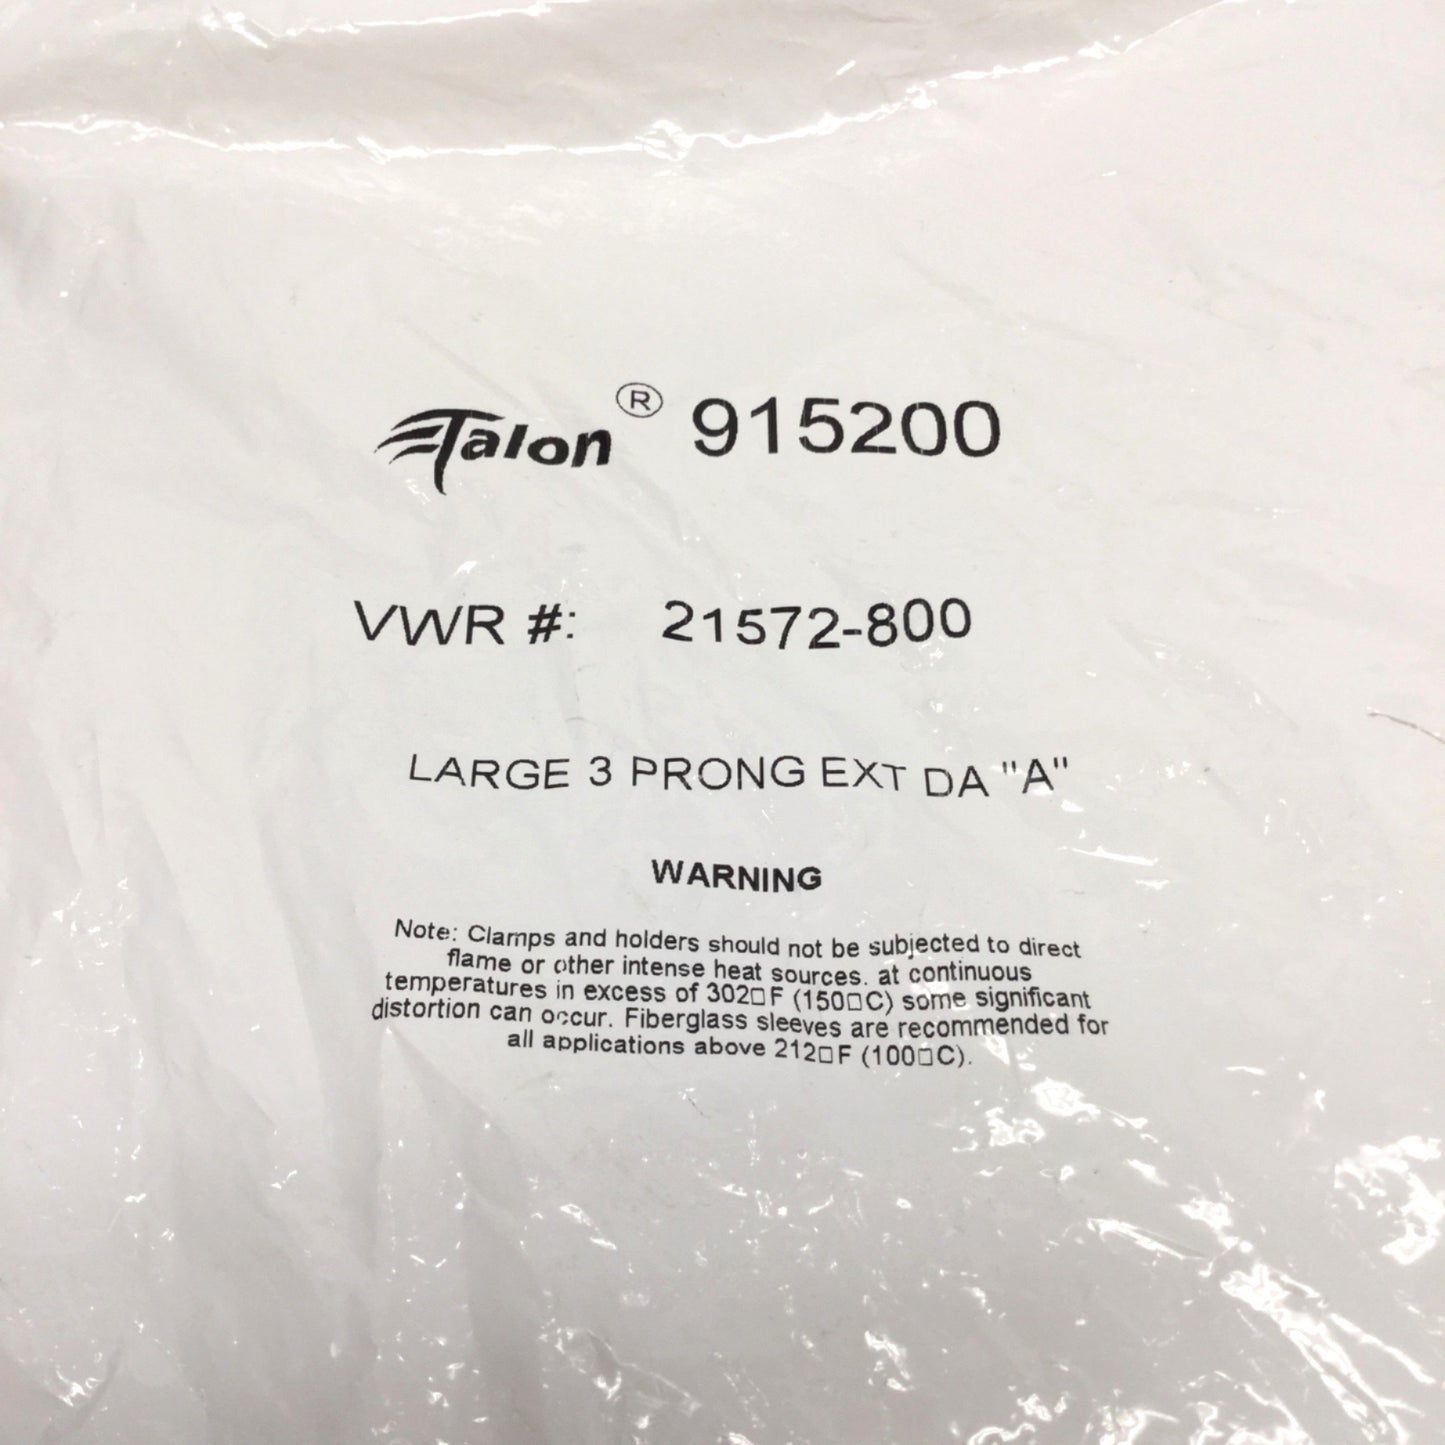 Talon® 915200
VWR #: 21572-800
LARGE 3 PRONG EXT DA "A"
WARNING
Note: Clamps and holders should not be subjected to direct
flame or other intense heat sources. at continuous
temperatures in excess of 302□F (150□C) some significant
distortion can occur. Fiberglass sleeves are recommended for
all applications above 212□F (100□C).